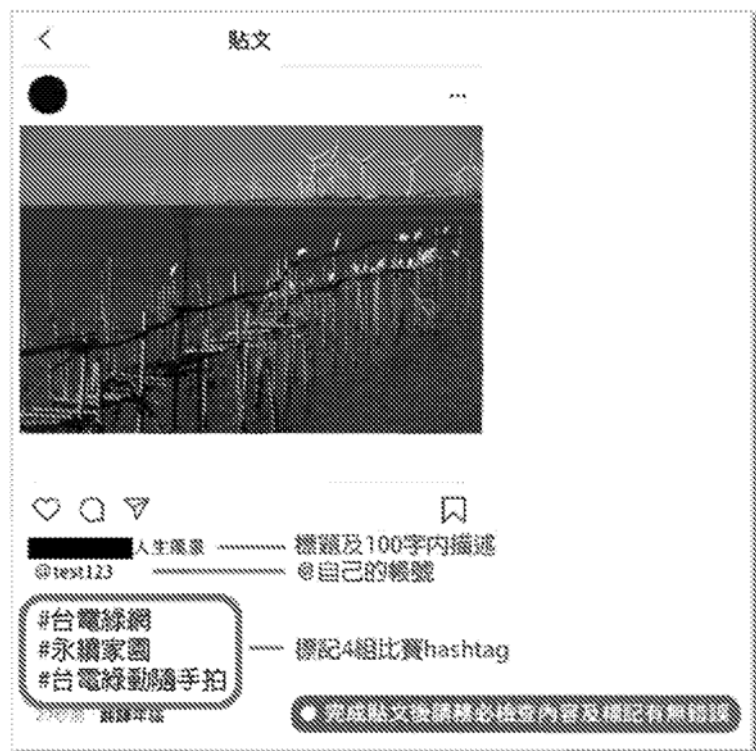 貼文
人生風景
標題及100字內描述
@test123
@自己的帳號
#台電綠網
#永續家園
#台電綠動隨手拍
標記4組比賽hashtag
完成貼文後請務必檢查內容及標記有無錯誤